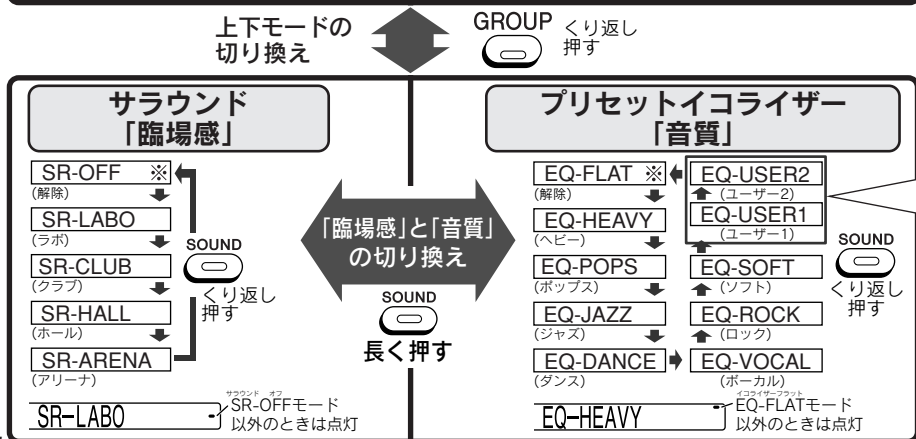 上下モードの
切り換え
GROUP
くり返し
押す
サラウンド
「臨場感」
SR-OFF ※
(解除)
SR-LABO
(ラボ)
SR-CLUB
(クラブ)
SR-HALL
(ホール)
SR-ARENA
(アリーナ)
SOUND
くり返し
押す
SR-LABO
サラウンド オフ
SR-OFFモード
以外のときは点灯
「臨場感」と「音質」
の切り換え
SOUND
長く押す
プリセットイコライザー
「音質」
EQ-FLAT ※
(解除)
EQ-HEAVY
(ヘビー)
EQ-POPS
(ポップス)
EQ-JAZZ
(ジャズ)
EQ-DANCE
(ダンス)
EQ-USER2
(ユーザー2)
EQ-USER1
(ユーザー1)
EQ-SOFT
(ソフト)
EQ-ROCK
(ロック)
EQ-VOCAL
(ボーカル)
SOUND
くり返し
押す
EQ-HEAVY
イコライザーフラット
EQ-FLATモード
以外のときは点灯